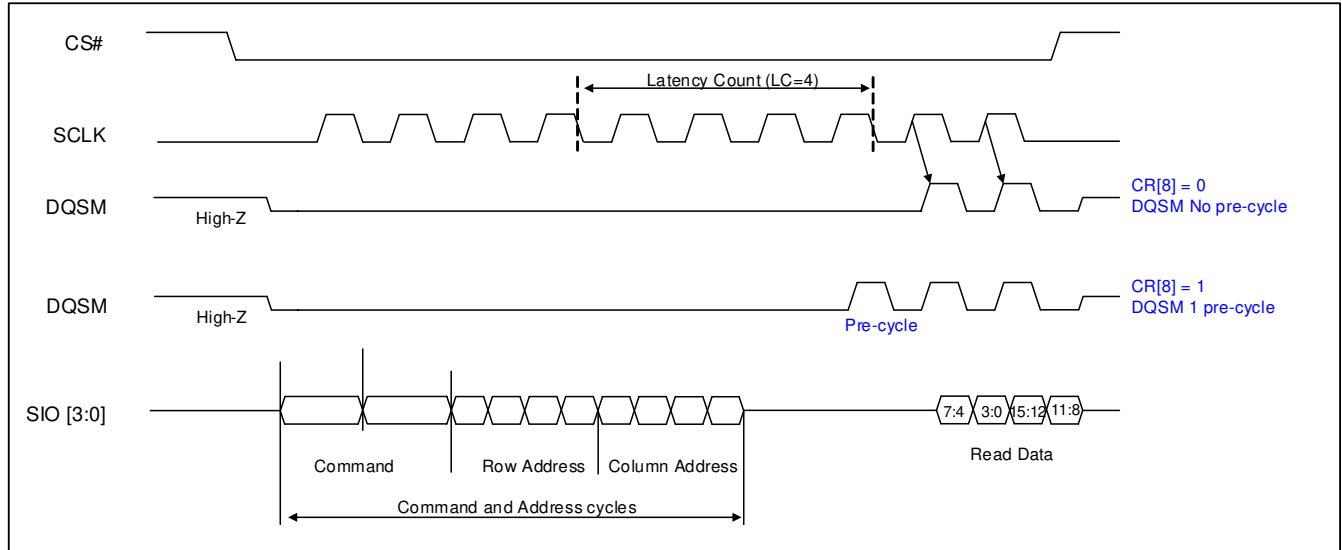 CS#
Latency Count (LC=4)
SCLK
DQSM
High-Z
CR[8] = 0
DQSM No pre-cycle
DQSM
High-Z
Pre-cycle
CR[8] = 1
DQSM 1 pre-cycle
SIO [3:0]
7:4 3:0 15:12 11:8
Command Row Address Column Address
Read Data
Command and Address cycles